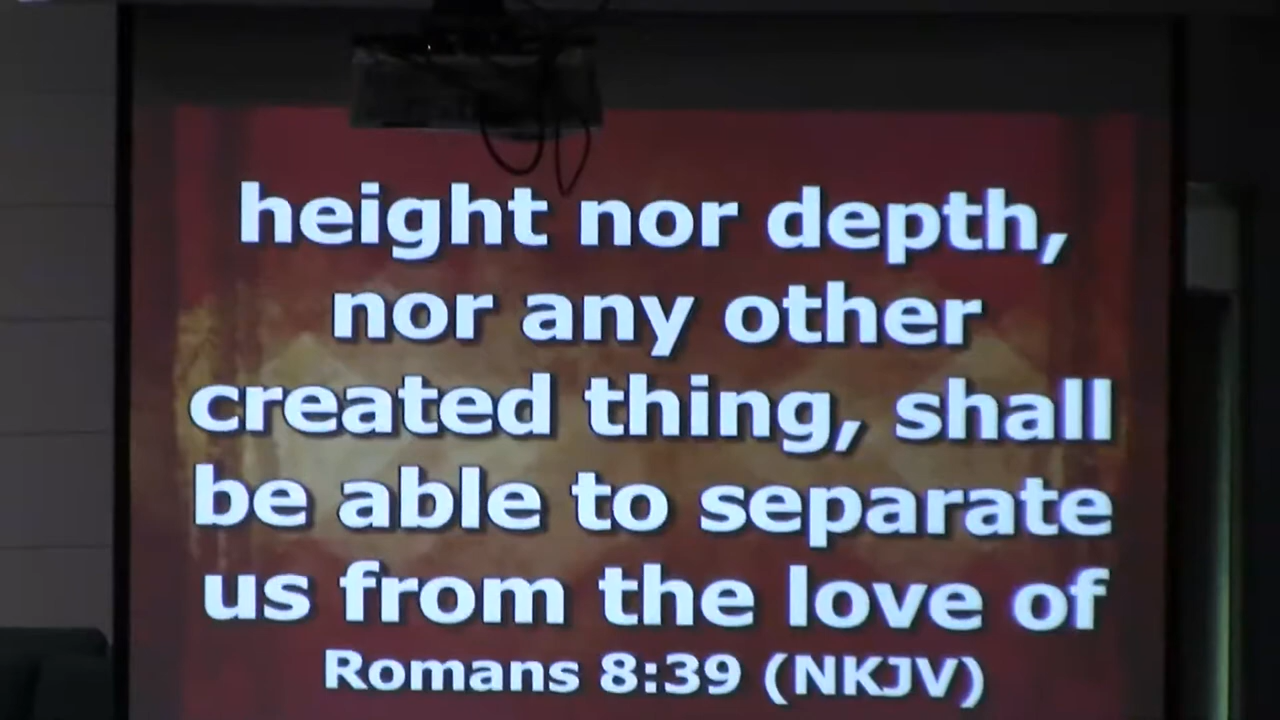 height nor depth,
nor any other
created thing, shall
be able to separate
us from the love of
Romans 8:39 (NKJV)